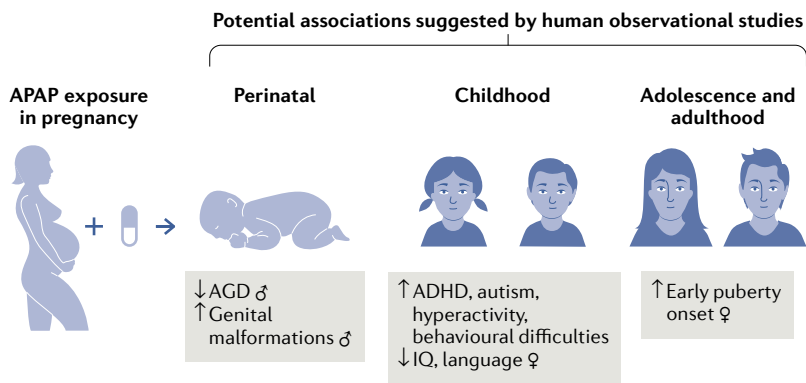 Potential associations suggested by human observational studies
APAP exposure
in pregnancy
Perinatal
Childhood
Adolescence and
adulthood
+
↓AGD ♂
↑Genital
malformations ♂
↑ADHD, autism,
hyperactivity,
behavioural difficulties
↓IQ, language ♀
↑Early puberty
onset ♀